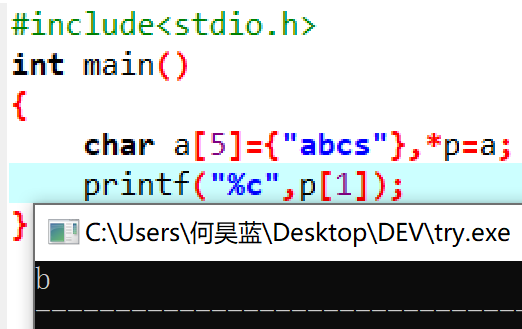 #include<stdio.h>
int main()
{
char a[5]={"abcs"},*p=a;
printf("%c",p[1]);
}
C:\Users\何昊蓝\Desktop\DEV\try.exe
b
--------------------------------